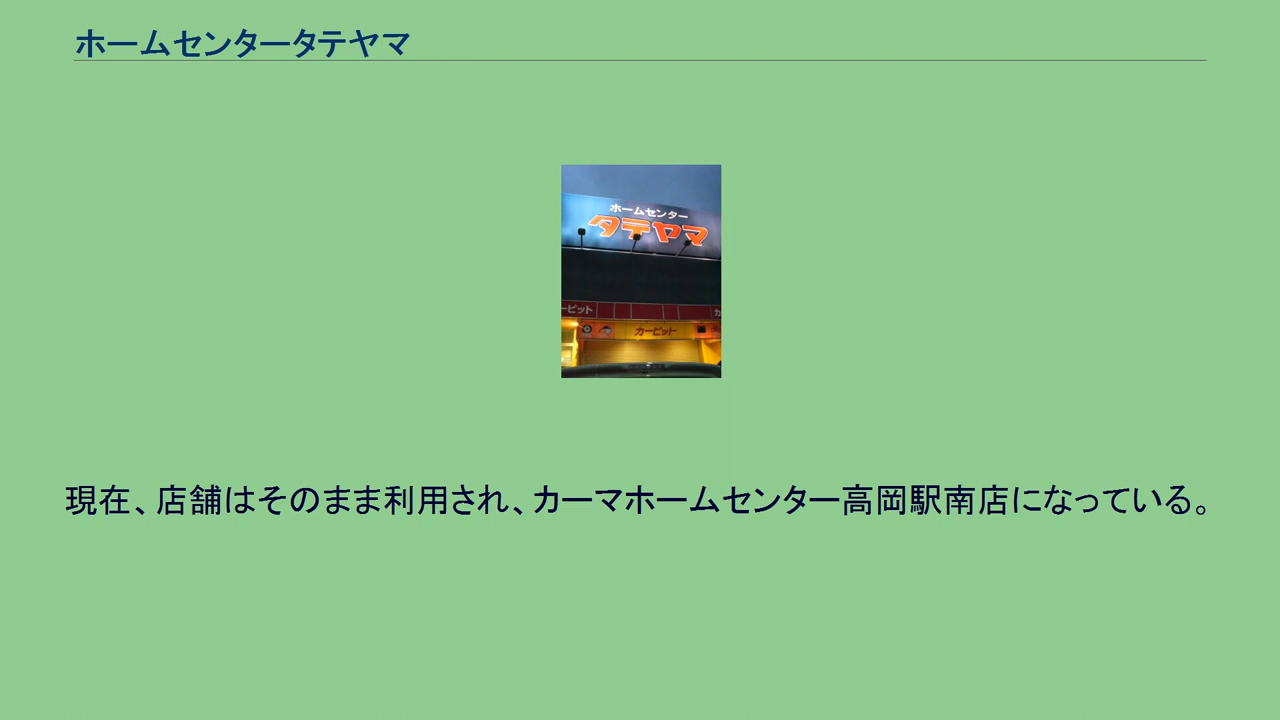 ホームセンタータテヤマ
ホームセンター
タテヤマ
ーピット
カ
カーピット
現在、店舗はそのまま利用され、カーマホームセンター高岡駅南店になっている。